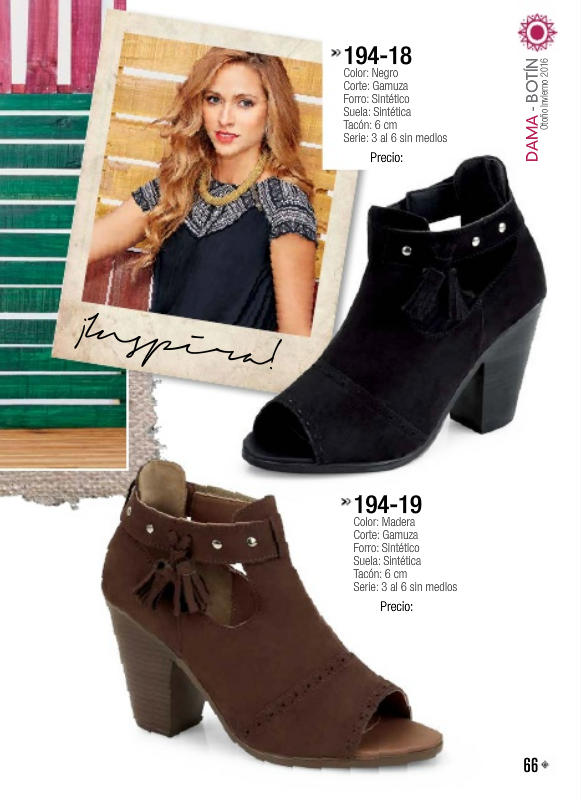 194-18
Color: Negro
Corte: Gamuza
Forro: Sintético
Suela: Sintética
Tacón: 6 cm
Serie: 3 al 6 sin medios
Precio:
DAMA - BOTÍN
Otoño Invierno 2016
¡Inspira!
194-19
Color: Madera
Corte: Gamuza
Forro: Sintético
Suela: Sintética
Tacón: 6 cm
Serie: 3 al 6 sin medios
Precio:
66